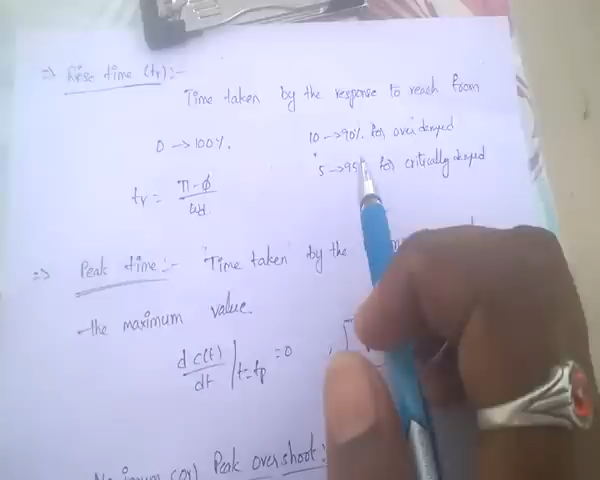 ⇒ Rise time (tr) :-
Time taken by the response to reach from
0 → 100%. 10 → 90% for overdamped
5 → 95% for critically damped
tr = π-ϕ / ωd
⇒ Peak time :- Time taken by the
the maximum value.
d c(t) / dt | t = tp = 0
(or) Peak overshoot :